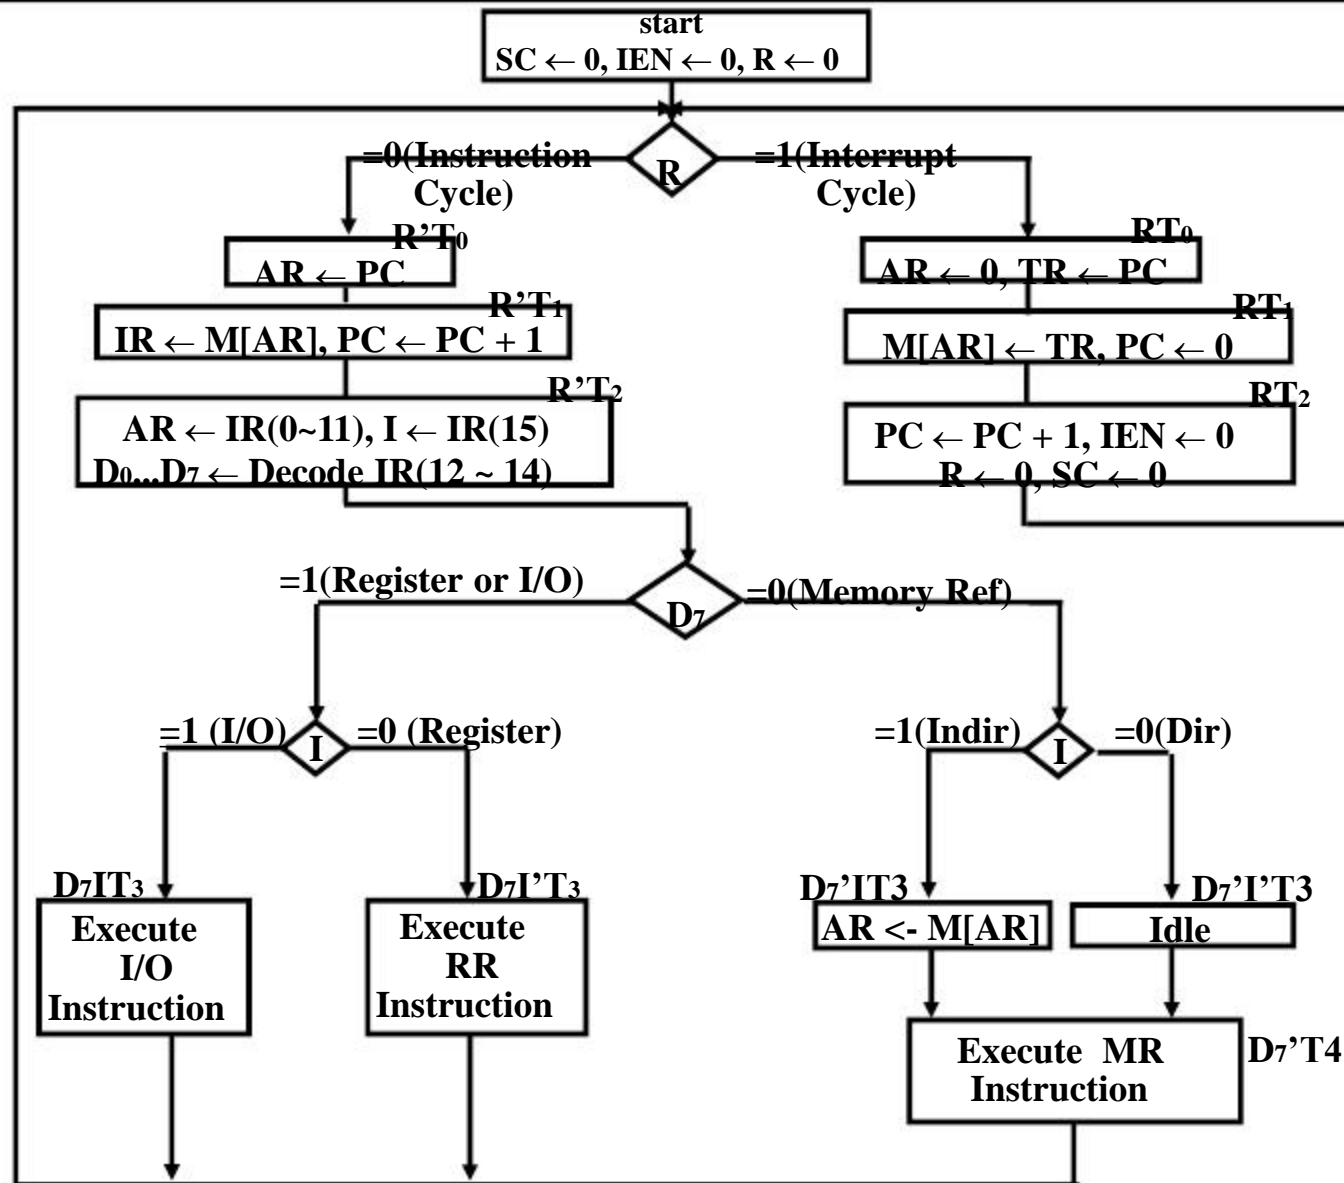 start
SC ← 0, IEN ← 0, R ← 0
R
=0(Instruction
Cycle)
=1(Interrupt
Cycle)
R’T₀
AR ← PC
R’T₁
IR ← M[AR], PC ← PC + 1
R’T₂
AR ← IR(0~11), I ← IR(15)
D₀...D₇ ← Decode IR(12 ~ 14)
RT₀
AR ← 0, TR ← PC
RT₁
M[AR] ← TR, PC ← 0
RT₂
PC ← PC + 1, IEN ← 0
R ← 0, SC ← 0
=1(Register or I/O)
D₇
=0(Memory Ref)
=1 (I/O)
I
=0 (Register)
=1(Indir)
I
=0(Dir)
D₇IT₃
Execute
I/O
Instruction
D₇I’T₃
Execute
RR
Instruction
D₇’IT3
AR <- M[AR]
D₇’I’T3
Idle
Execute MR
Instruction
D₇’T4